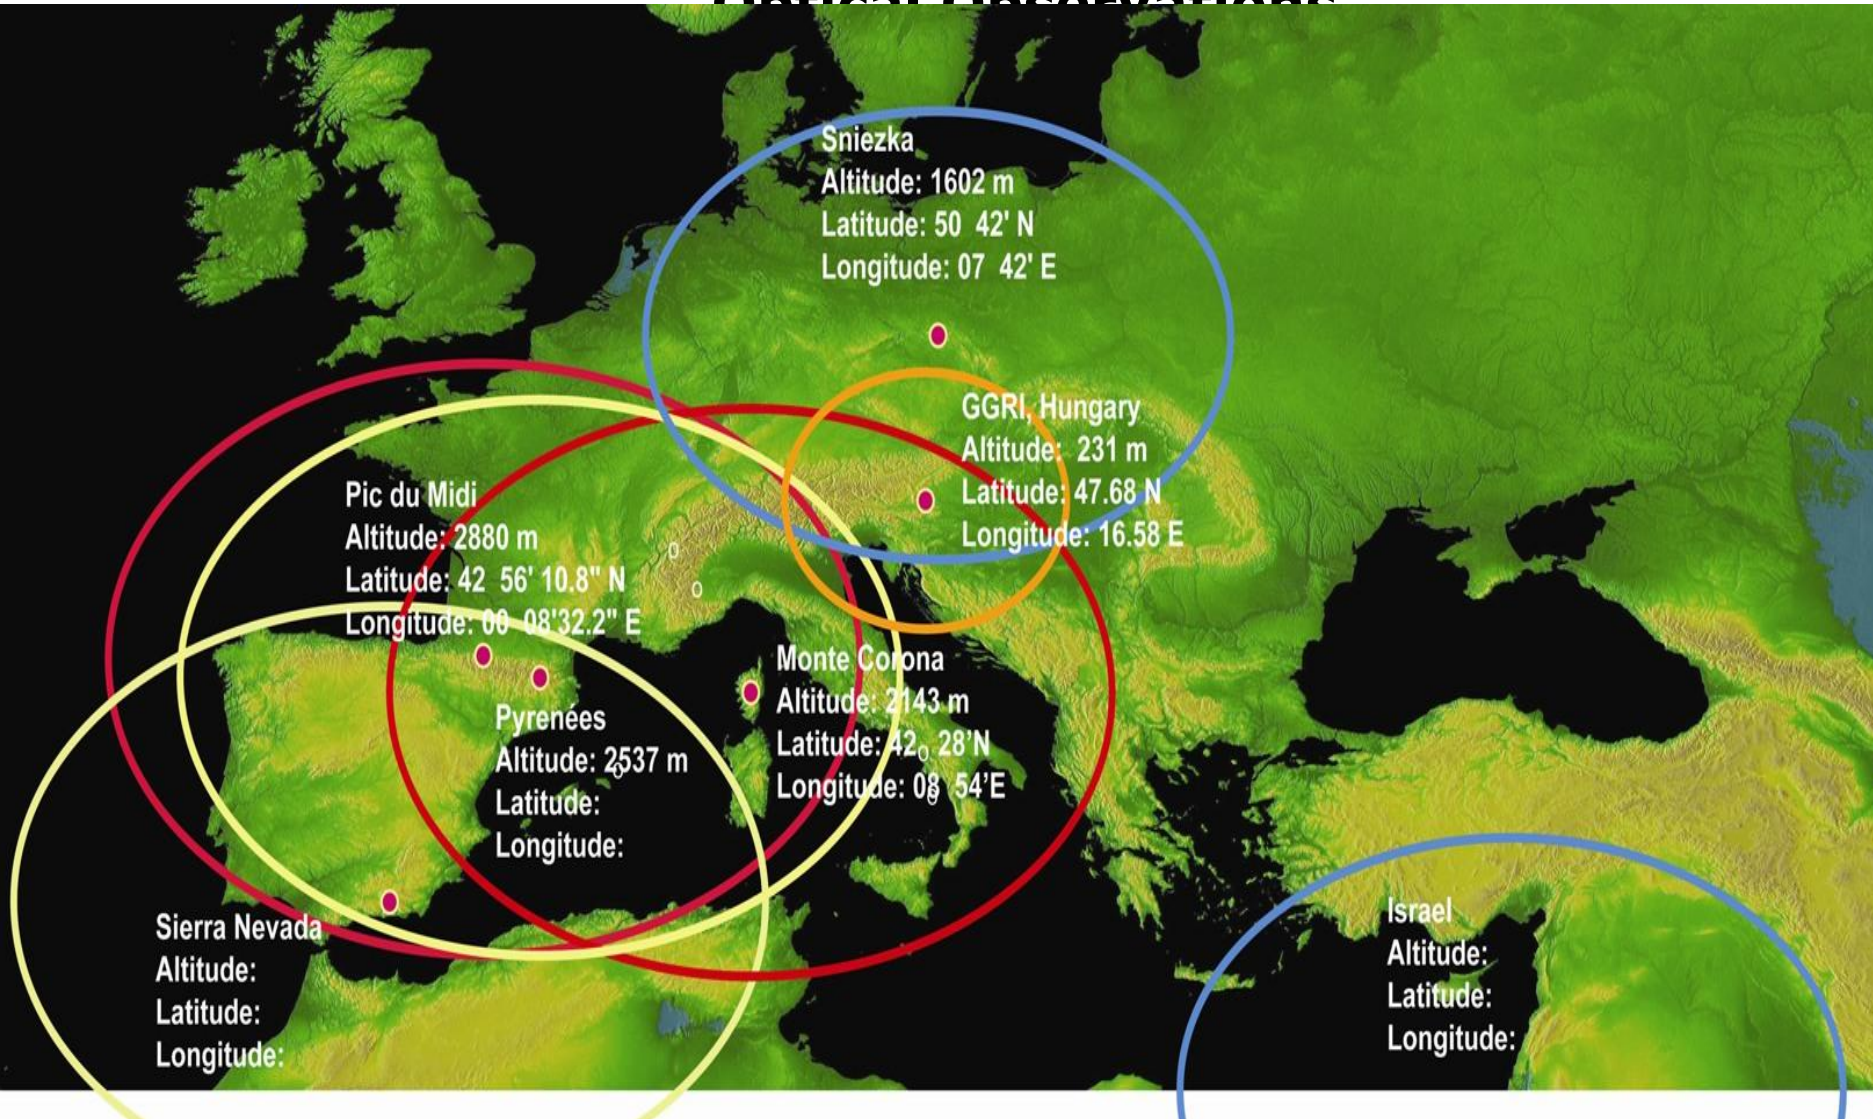 Optical Observations
Sniezka
Altitude: 1602 m
Latitude: 50 42' N
Longitude: 07 42' E
GGRI, Hungary
Altitude: 231 m
Latitude: 47.68 N
Longitude: 16.58 E
Pic du Midi
Altitude: 2880 m
Latitude: 42 56' 10.8" N
Longitude: 00 08'32.2" E
Monte Corona
Altitude: 2143 m
Latitude: 42 28’N
Longitude: 08 54’E
Pyrenées
Altitude: 2537 m
Latitude:
Longitude:
Sierra Nevada
Altitude:
Latitude:
Longitude:
Israel
Altitude:
Latitude:
Longitude: